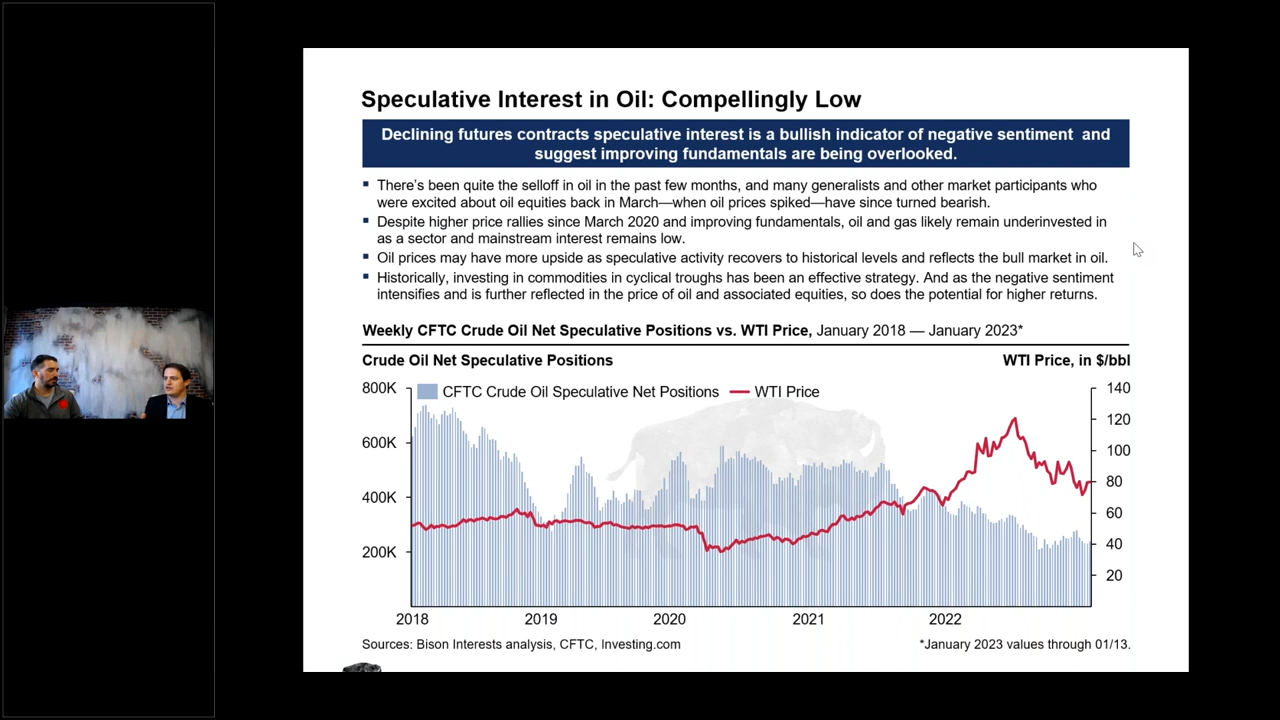 Speculative Interest in Oil: Compellingly Low
Declining futures contracts speculative interest is a bullish indicator of negative sentiment and
suggest improving fundamentals are being overlooked.
▪ There's been quite the selloff in oil in the past few months, and many generalists and other market participants who
were excited about oil equities back in March—when oil prices spiked—have since turned bearish.
▪ Despite higher price rallies since March 2020 and improving fundamentals, oil and gas likely remain underinvested in
as a sector and mainstream interest remains low.
▪ Oil prices may have more upside as speculative activity recovers to historical levels and reflects the bull market in oil.
▪ Historically, investing in commodities in cyclical troughs has been an effective strategy. And as the negative sentiment
intensifies and is further reflected in the price of oil and associated equities, so does the potential for higher returns.
Weekly CFTC Crude Oil Net Speculative Positions vs. WTI Price, January 2018 — January 2023*
Crude Oil Net Speculative Positions WTI Price, in $/bbl
800K CFTC Crude Oil Speculative Net Positions WTI Price 140
120
600K
100
400K 80
60
200K 40
20
2018 2019 2020 2021 2022
Sources: Bison Interests analysis, CFTC, Investing.com *January 2023 values through 01/13.